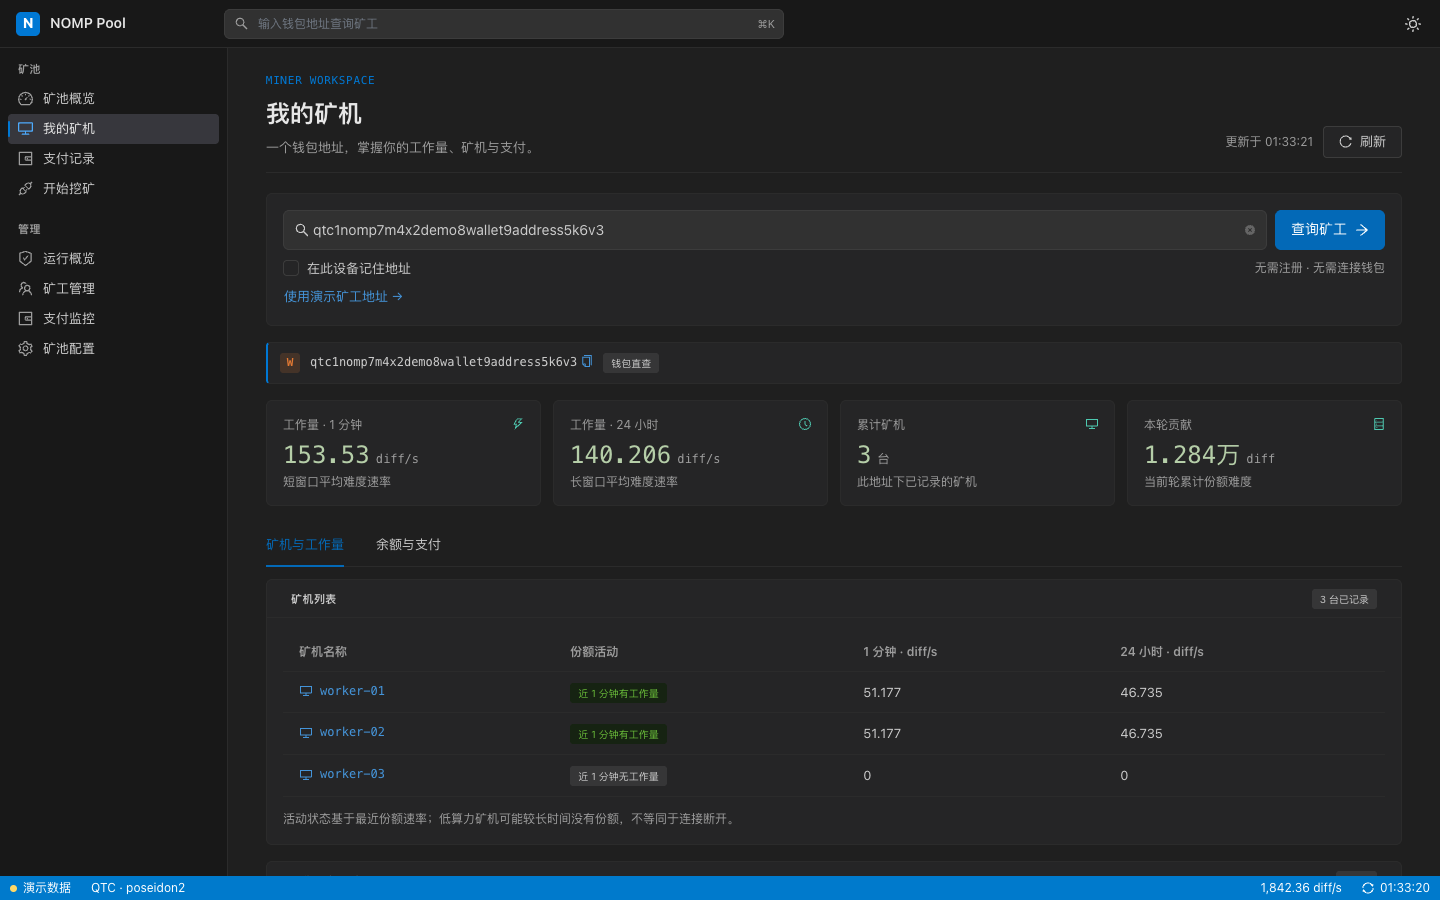 N NOMP Pool
输入钱包地址查询矿工 ⌘K
矿池
矿池概览
我的矿机
支付记录
开始挖矿
管理
运行概览
矿工管理
支付监控
矿池配置
MINER WORKSPACE
我的矿机
一个钱包地址，掌握你的工作量、矿机与支付。
更新于 01:33:21
刷新
qtc1nomp7m4x2demo8wallet9address5k6v3
查询矿工 →
在此设备记住地址
无需注册 · 无需连接钱包
使用演示矿工地址 →
W qtc1nomp7m4x2demo8wallet9address5k6v3 钱包直查
工作量 · 1 分钟
153.53 diff/s
短窗口平均难度速率
工作量 · 24 小时
140.206 diff/s
长窗口平均难度速率
累计矿机
3 台
此地址下已记录的矿机
本轮贡献
1.284万 diff
当前轮累计份额难度
矿机与工作量 余额与支付
矿机列表 3 台已记录
矿机名称 份额活动 1 分钟 · diff/s 24 小时 · diff/s
worker-01 近 1 分钟有工作量 51.177 46.735
worker-02 近 1 分钟有工作量 51.177 46.735
worker-03 近 1 分钟无工作量 0 0
活动状态基于最近份额速率；低算力矿机可能较长时间没有份额，不等同于连接断开。
演示数据 QTC · poseidon2 1,842.36 diff/s 01:33:20